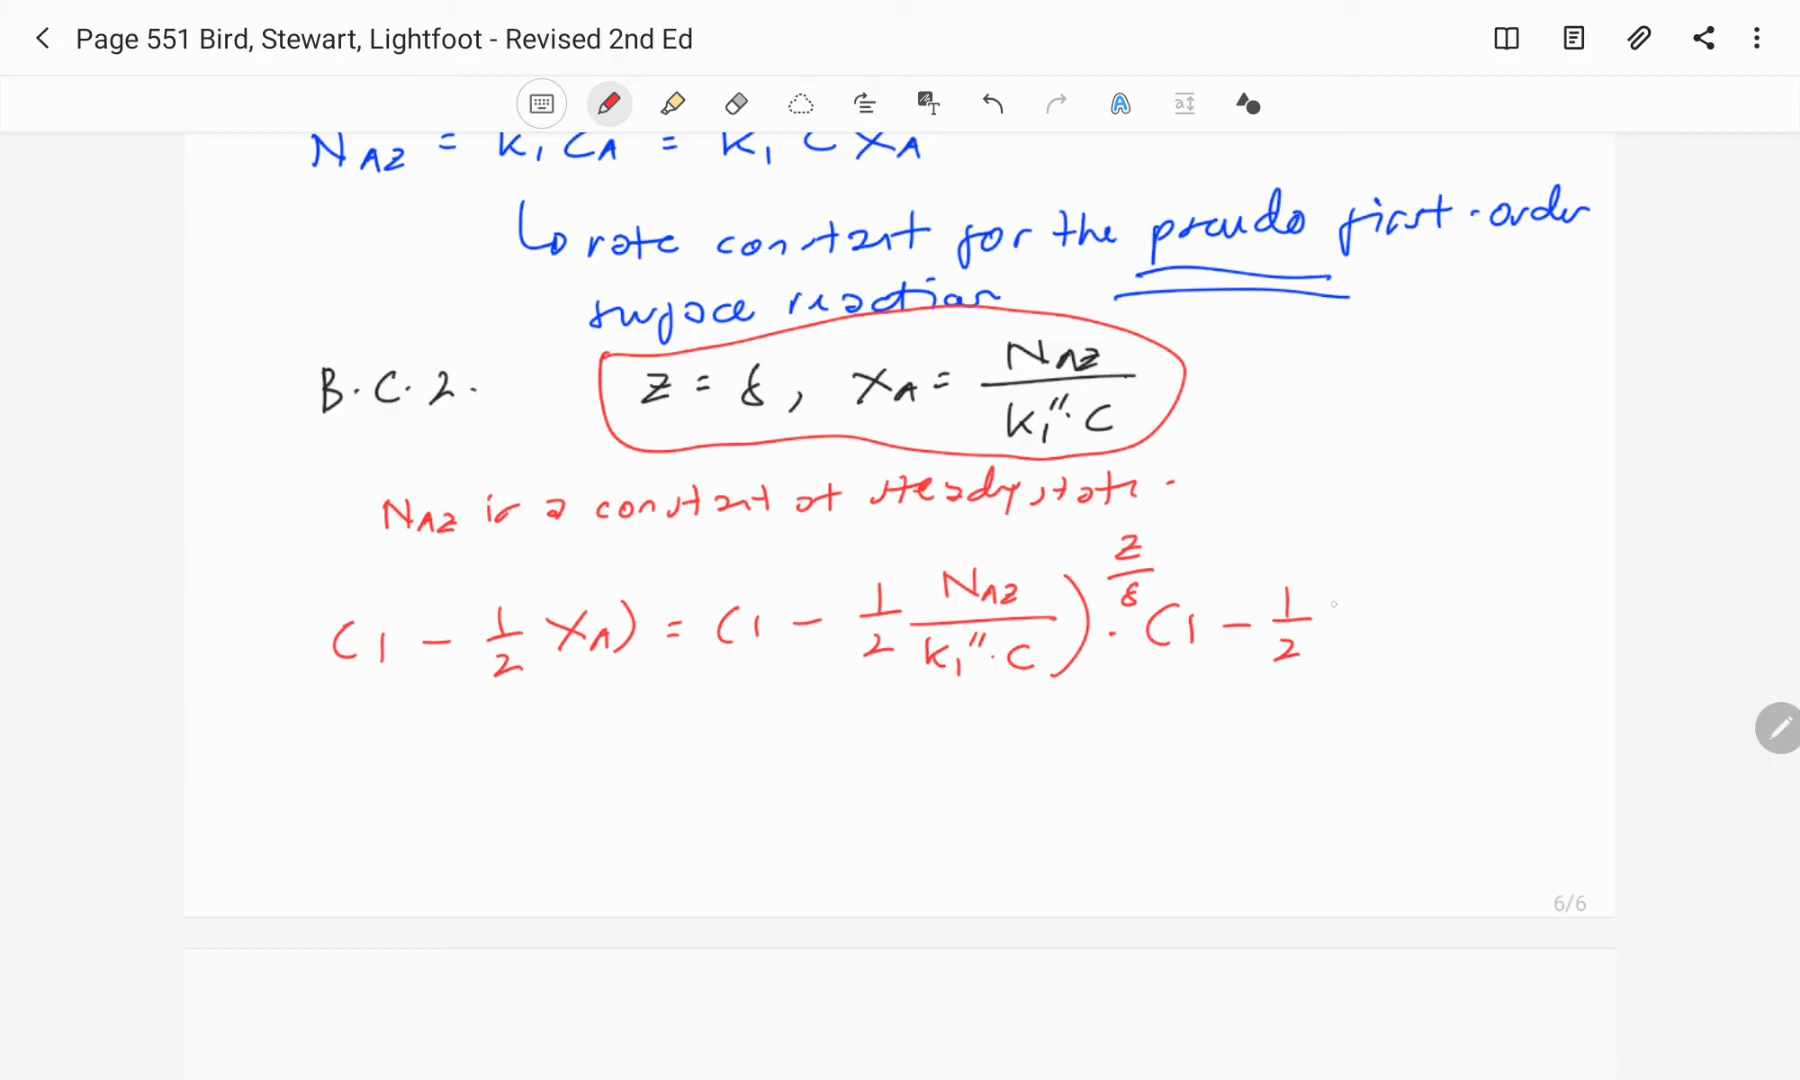 Page 551 Bird, Stewart, Lightfoot - Revised 2nd Ed
N_AZ = K_1 C_A = K_1 C X_A
↳ rate constant for the pseudo first-order
surface reaction
B.C.2. z = δ, X_A = N_AZ / (K_1''·C)
N_AZ is a constant at steady state.
(1 - 1/2 X_A) = (1 - 1/2 N_AZ / (K_1''·C))^(z/δ) · (1 - 1/2
6/6